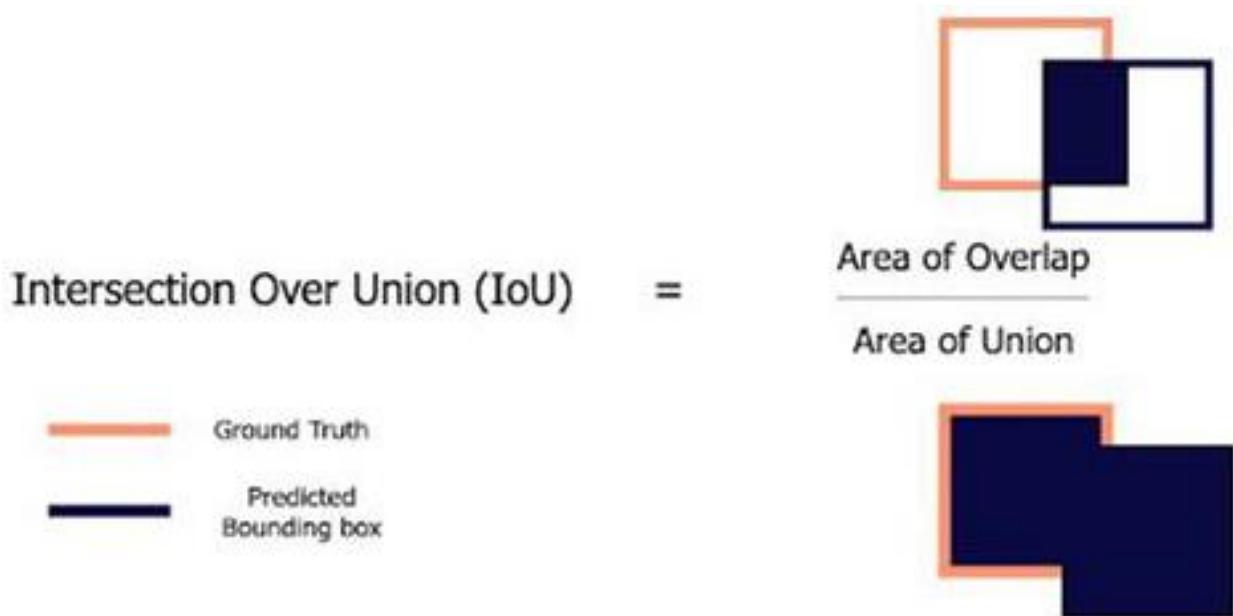 Intersection Over Union (IoU) =
Area of Overlap
Area of Union
Ground Truth
Predicted
Bounding box